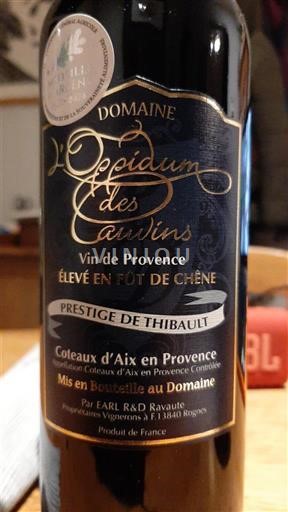 DOMAINE
L'Oppidum
des
Cauvins
VINIOU
Vin de Provence
ÉLEVÉ EN FÛT DE CHÊNE
PRESTIGE DE THIBAULT
Coteaux d'Aix en Provence
Appellation Coteaux d'Aix en Provence Contrôlée
Mis en Bouteille au Domaine
Par EARL R&D Ravaute
Propriétaires Vignerons à F 13840 Rognes
Produit de France
BL